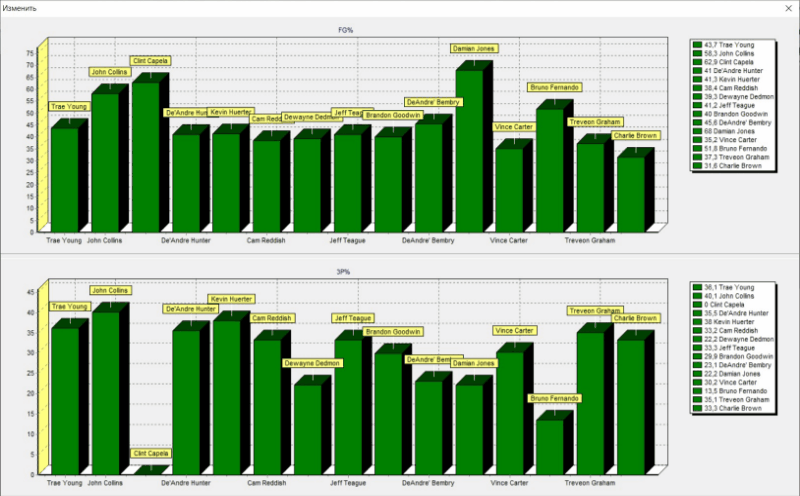 Изменить
FG%
75
70
65
60
55
50
45
40
35
30
25
20
15
10
5
0
Trae Young
John Collins
Clint Capela
De'Andre Hunter
Kevin Huerter
Cam Reddish
Dewayne Dedmon
Jeff Teague
Brandon Goodwin
DeAndre' Bembry
Damian Jones
Vince Carter
Bruno Fernando
Treveon Graham
Charlie Brown
Trae Young John Collins De'Andre Hunter Cam Reddish Jeff Teague DeAndre' Bembry Vince Carter Treveon Graham
43,7 Trae Young
58,3 John Collins
62,9 Clint Capela
41 De'Andre Hunter
41,3 Kevin Huerter
38,4 Cam Reddish
39,3 Dewayne Dedmon
41,2 Jeff Teague
40 Brandon Goodwin
45,6 DeAndre' Bembry
68 Damian Jones
35,2 Vince Carter
51,8 Bruno Fernando
37,3 Treveon Graham
31,6 Charlie Brown
3P%
45
40
35
30
25
20
15
10
5
0
Trae Young
John Collins
Clint Capela
De'Andre Hunter
Kevin Huerter
Cam Reddish
Dewayne Dedmon
Jeff Teague
Brandon Goodwin
DeAndre' Bembry
Damian Jones
Vince Carter
Bruno Fernando
Treveon Graham
Charlie Brown
Trae Young John Collins De'Andre Hunter Cam Reddish Jeff Teague DeAndre' Bembry Vince Carter Treveon Graham
36,1 Trae Young
40,1 John Collins
0 Clint Capela
35,5 De'Andre Hunter
38 Kevin Huerter
33,2 Cam Reddish
22,2 Dewayne Dedmon
33,3 Jeff Teague
29,9 Brandon Goodwin
23,1 DeAndre' Bembry
22,2 Damian Jones
30,2 Vince Carter
13,5 Bruno Fernando
35,1 Treveon Graham
33,3 Charlie Brown